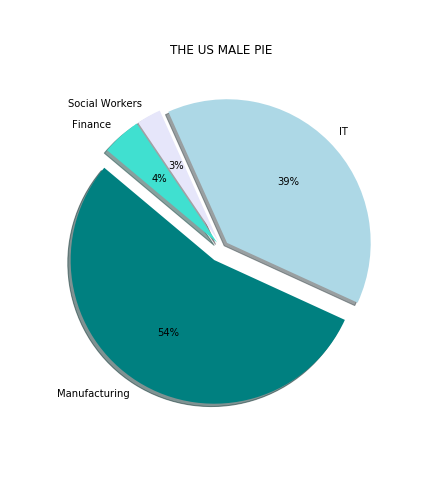 THE US MALE PIE
Social Workers
Finance
IT
3%
4%
39%
54%
Manufacturing